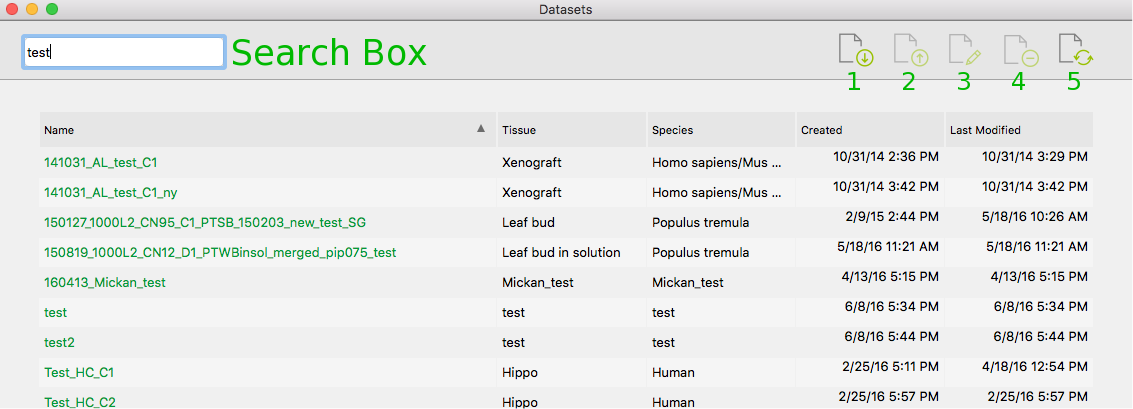 Datasets
test Search Box
1 2 3 4 5
Name Tissue Species Created Last Modified
141031_AL_test_C1 Xenograft Homo sapiens/Mus ... 10/31/14 2:36 PM 10/31/14 3:29 PM
141031_AL_test_C1_ny Xenograft Homo sapiens/Mus ... 10/31/14 3:42 PM 10/31/14 3:42 PM
150127_1000L2_CN95_C1_PTSB_150203_new_test_SG Leaf bud Populus tremula 2/9/15 2:44 PM 5/18/16 10:26 AM
150819_1000L2_CN12_D1_PTWBinsol_merged_pip075_test Leaf bud in solution Populus tremula 5/18/16 11:21 AM 5/18/16 11:21 AM
160413_Mickan_test Mickan_test Mickan_test 4/13/16 5:15 PM 4/13/16 5:15 PM
test test test 6/8/16 5:34 PM 6/8/16 5:34 PM
test2 test test 6/8/16 5:44 PM 6/8/16 5:44 PM
Test_HC_C1 Hippo Human 2/25/16 5:11 PM 4/18/16 12:54 PM
Test_HC_C2 Hippo Human 2/25/16 5:57 PM 2/25/16 5:57 PM